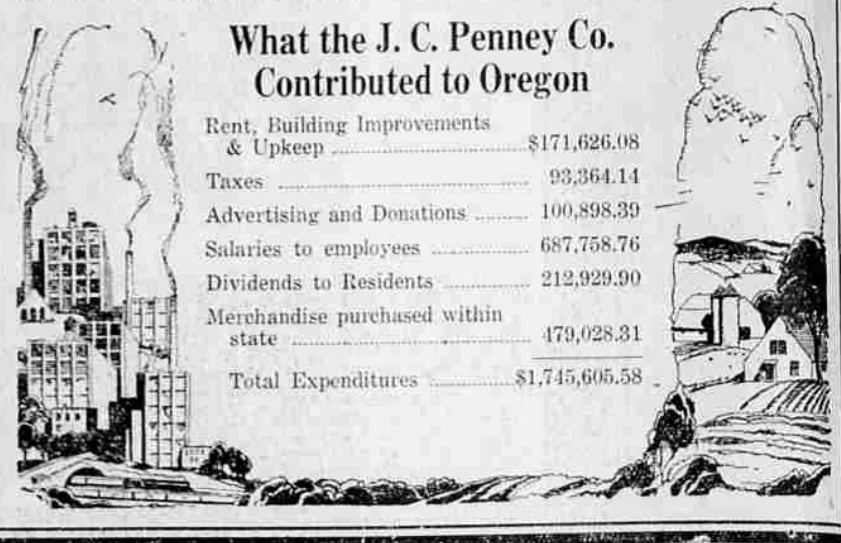 What the J. C. Penney Co.
Contributed to Oregon
Rent, Building Improvements
& Upkeep ........ $171,626.08
Taxes ........ 93,364.14
Advertising and Donations ........ 100,898.39
Salaries to employees ........ 687,758.76
Dividends to Residents ........ 212,929.90
Merchandise purchased within
state ........ 479,028.31
Total Expenditures ........ $1,745,605.58